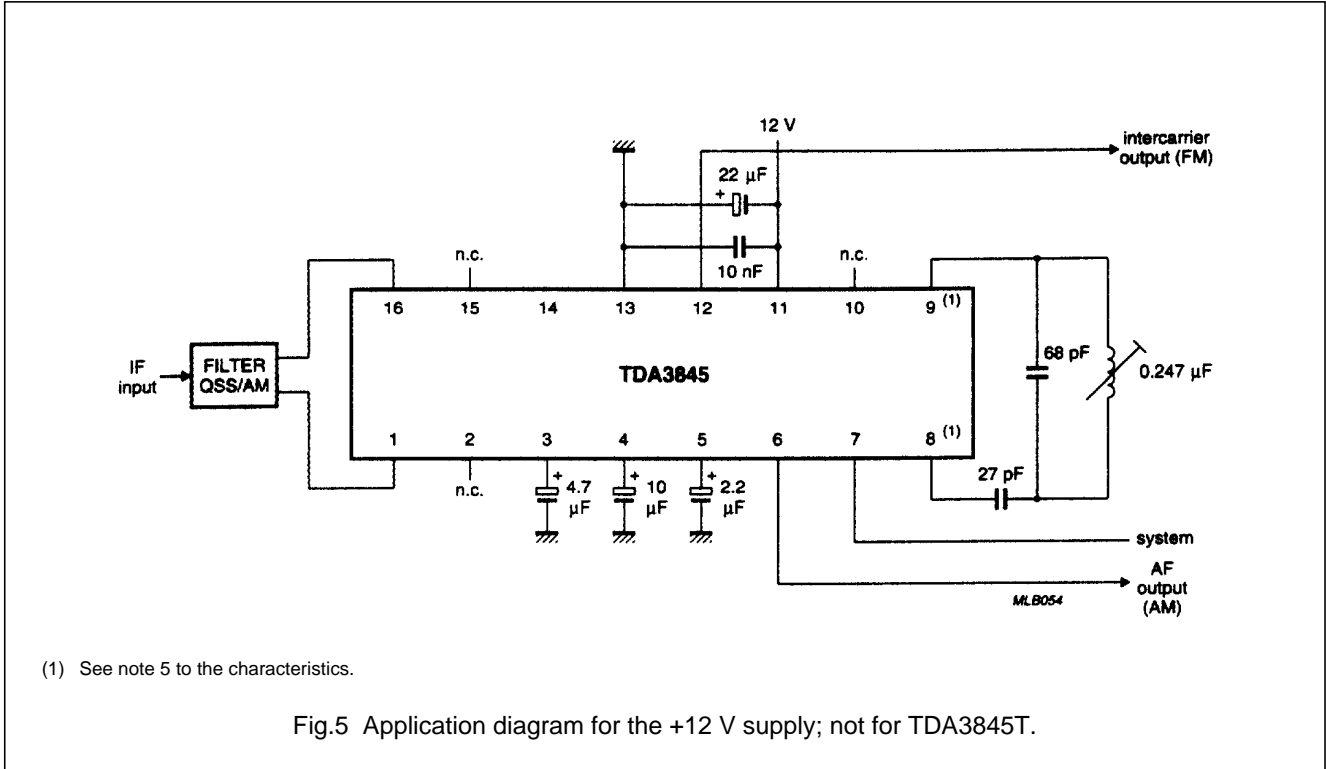 12 V
intercarrier
output (FM)
22 µF
+
10 nF
n.c.
n.c.
16 15 14 13 12 11 10 9 (1)
IF
input
FILTER
QSS/AM
TDA3845
68 pF
0.247 µF
1 2 3 4 5 6 7 8 (1)
n.c.
+ 4.7
µF
+ 10
µF
+ 2.2
µF
27 pF
system
AF
output
(AM)
MLB054
(1) See note 5 to the characteristics.
Fig.5 Application diagram for the +12 V supply; not for TDA3845T.